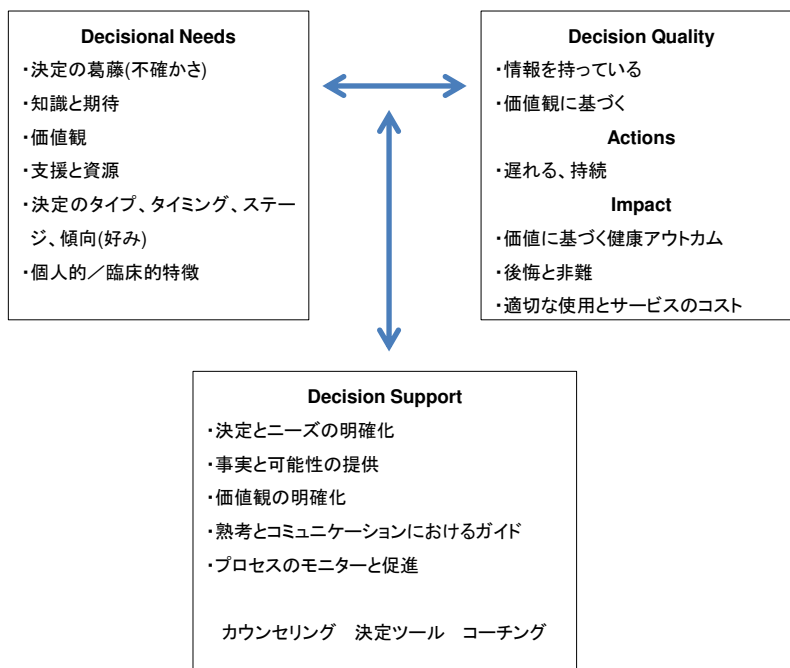 Decisional Needs
・決定の葛藤(不確かさ)
・知識と期待
・価値観
・支援と資源
・決定のタイプ、タイミング、ステー
ジ、傾向(好み)
・個人的／臨床的特徴
Decision Quality
・情報を持っている
・価値観に基づく
Actions
・遅れる、持続
Impact
・価値に基づく健康アウトカム
・後悔と非難
・適切な使用とサービスのコスト
Decision Support
・決定とニーズの明確化
・事実と可能性の提供
・価値観の明確化
・熟考とコミュニケーションにおけるガイド
・プロセスのモニターと促進
カウンセリング　決定ツール　コーチング